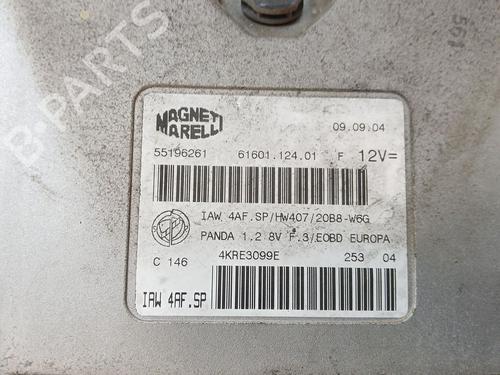 561
B-PARTS
MAGNETI
MARELLI
09.09.04
55196261 61601.124.01 F 12V=
IAW 4AF.SP/HW407/20B8-W6G
PANDA 1.2 8V F.3/EOBD EUROPA
C 146 4KRE3099E 253 04
IAW 4AF.SP